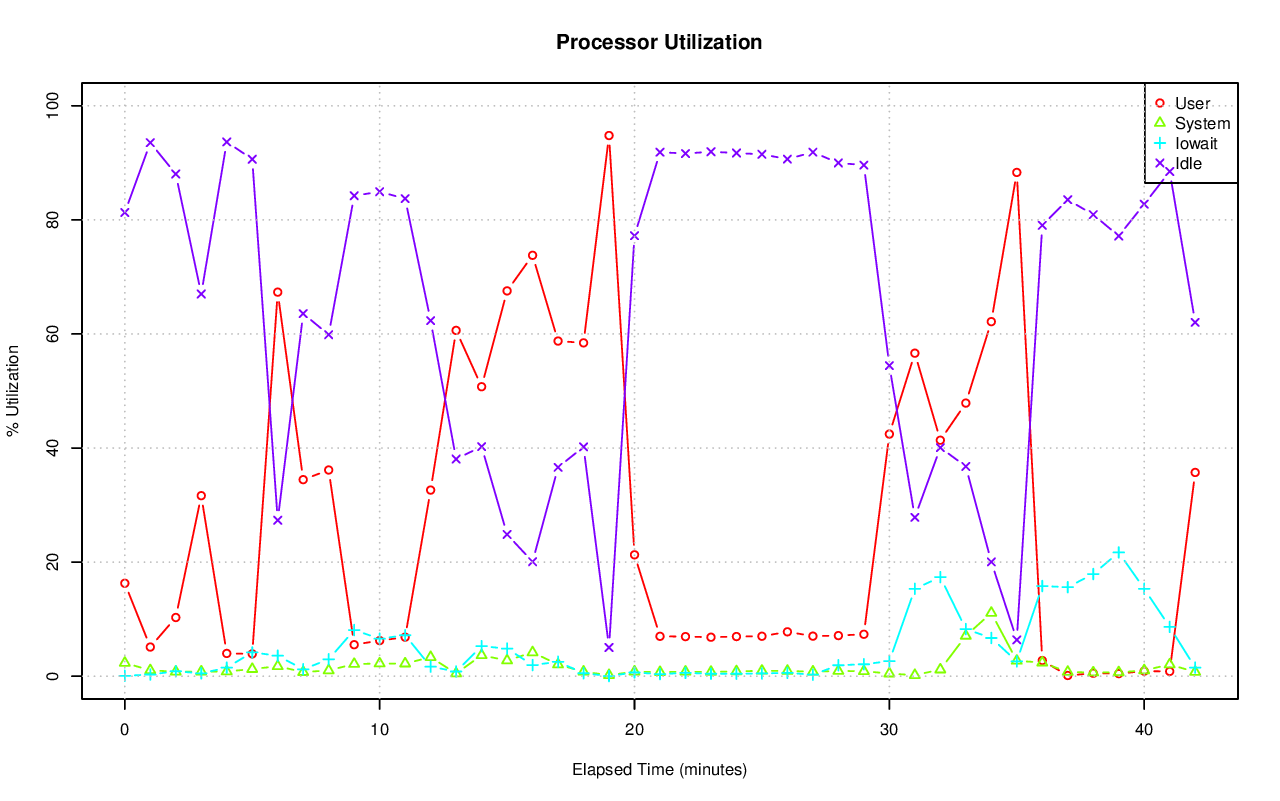 Processor Utilization
% Utilization
100
80
60
40
20
0
User
System
Iowait
Idle
0 10 20 30 40
Elapsed Time (minutes)